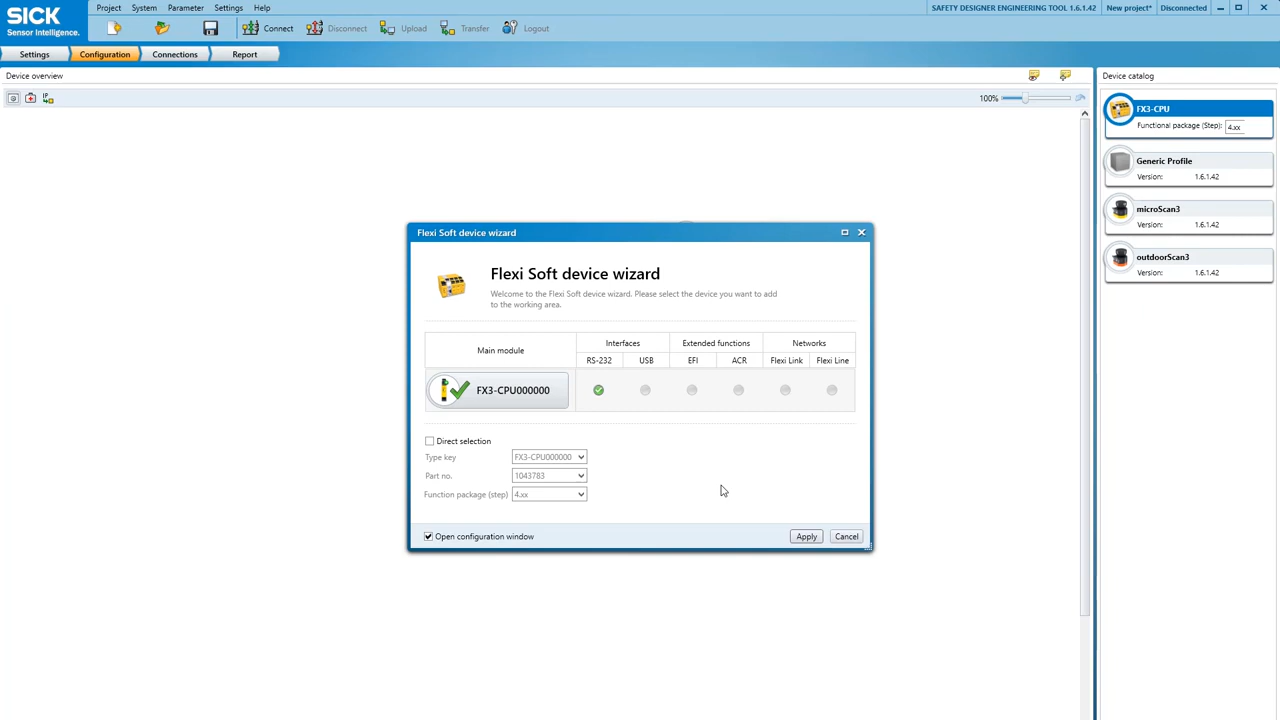 SICK
Sensor Intelligence.
Project System Parameter Settings Help
SAFETY DESIGNER ENGINEERING TOOL 1.6.1.42 New project* Disconnected
Connect Disconnect Upload Transfer Logout
Settings Configuration Connections Report
Device overview
IP
100%
Device catalog
FX3-CPU
Functional package (Step): 4.xx
Generic Profile
Version: 1.6.1.42
microScan3
Version: 1.6.1.42
outdoorScan3
Version: 1.6.1.42
Flexi Soft device wizard
Flexi Soft device wizard
Welcome to the Flexi Soft device wizard. Please select the device you want to add
to the working area.
Main module Interfaces Extended functions Networks
RS-232 USB EFI ACR Flexi Link Flexi Line
FX3-CPU000000
Direct selection
Type key FX3-CPU000000
Part no. 1043783
Function package (step) 4.xx
Open configuration window Apply Cancel